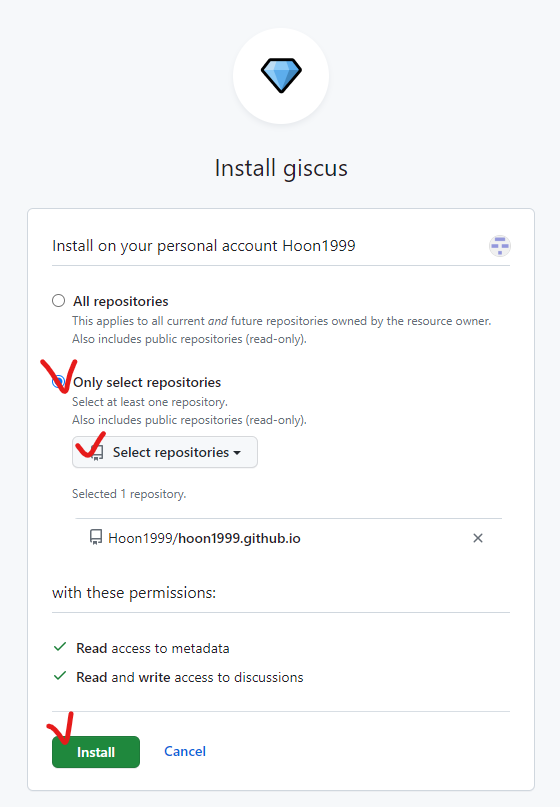 Install giscus
Install on your personal account Hoon1999
All repositories
This applies to all current and future repositories owned by the resource owner.
Also includes public repositories (read-only).
Only select repositories
Select at least one repository.
Also includes public repositories (read-only).
Select repositories
Selected 1 repository.
Hoon1999/hoon1999.github.io
with these permissions:
Read access to metadata
Read and write access to discussions
Install Cancel